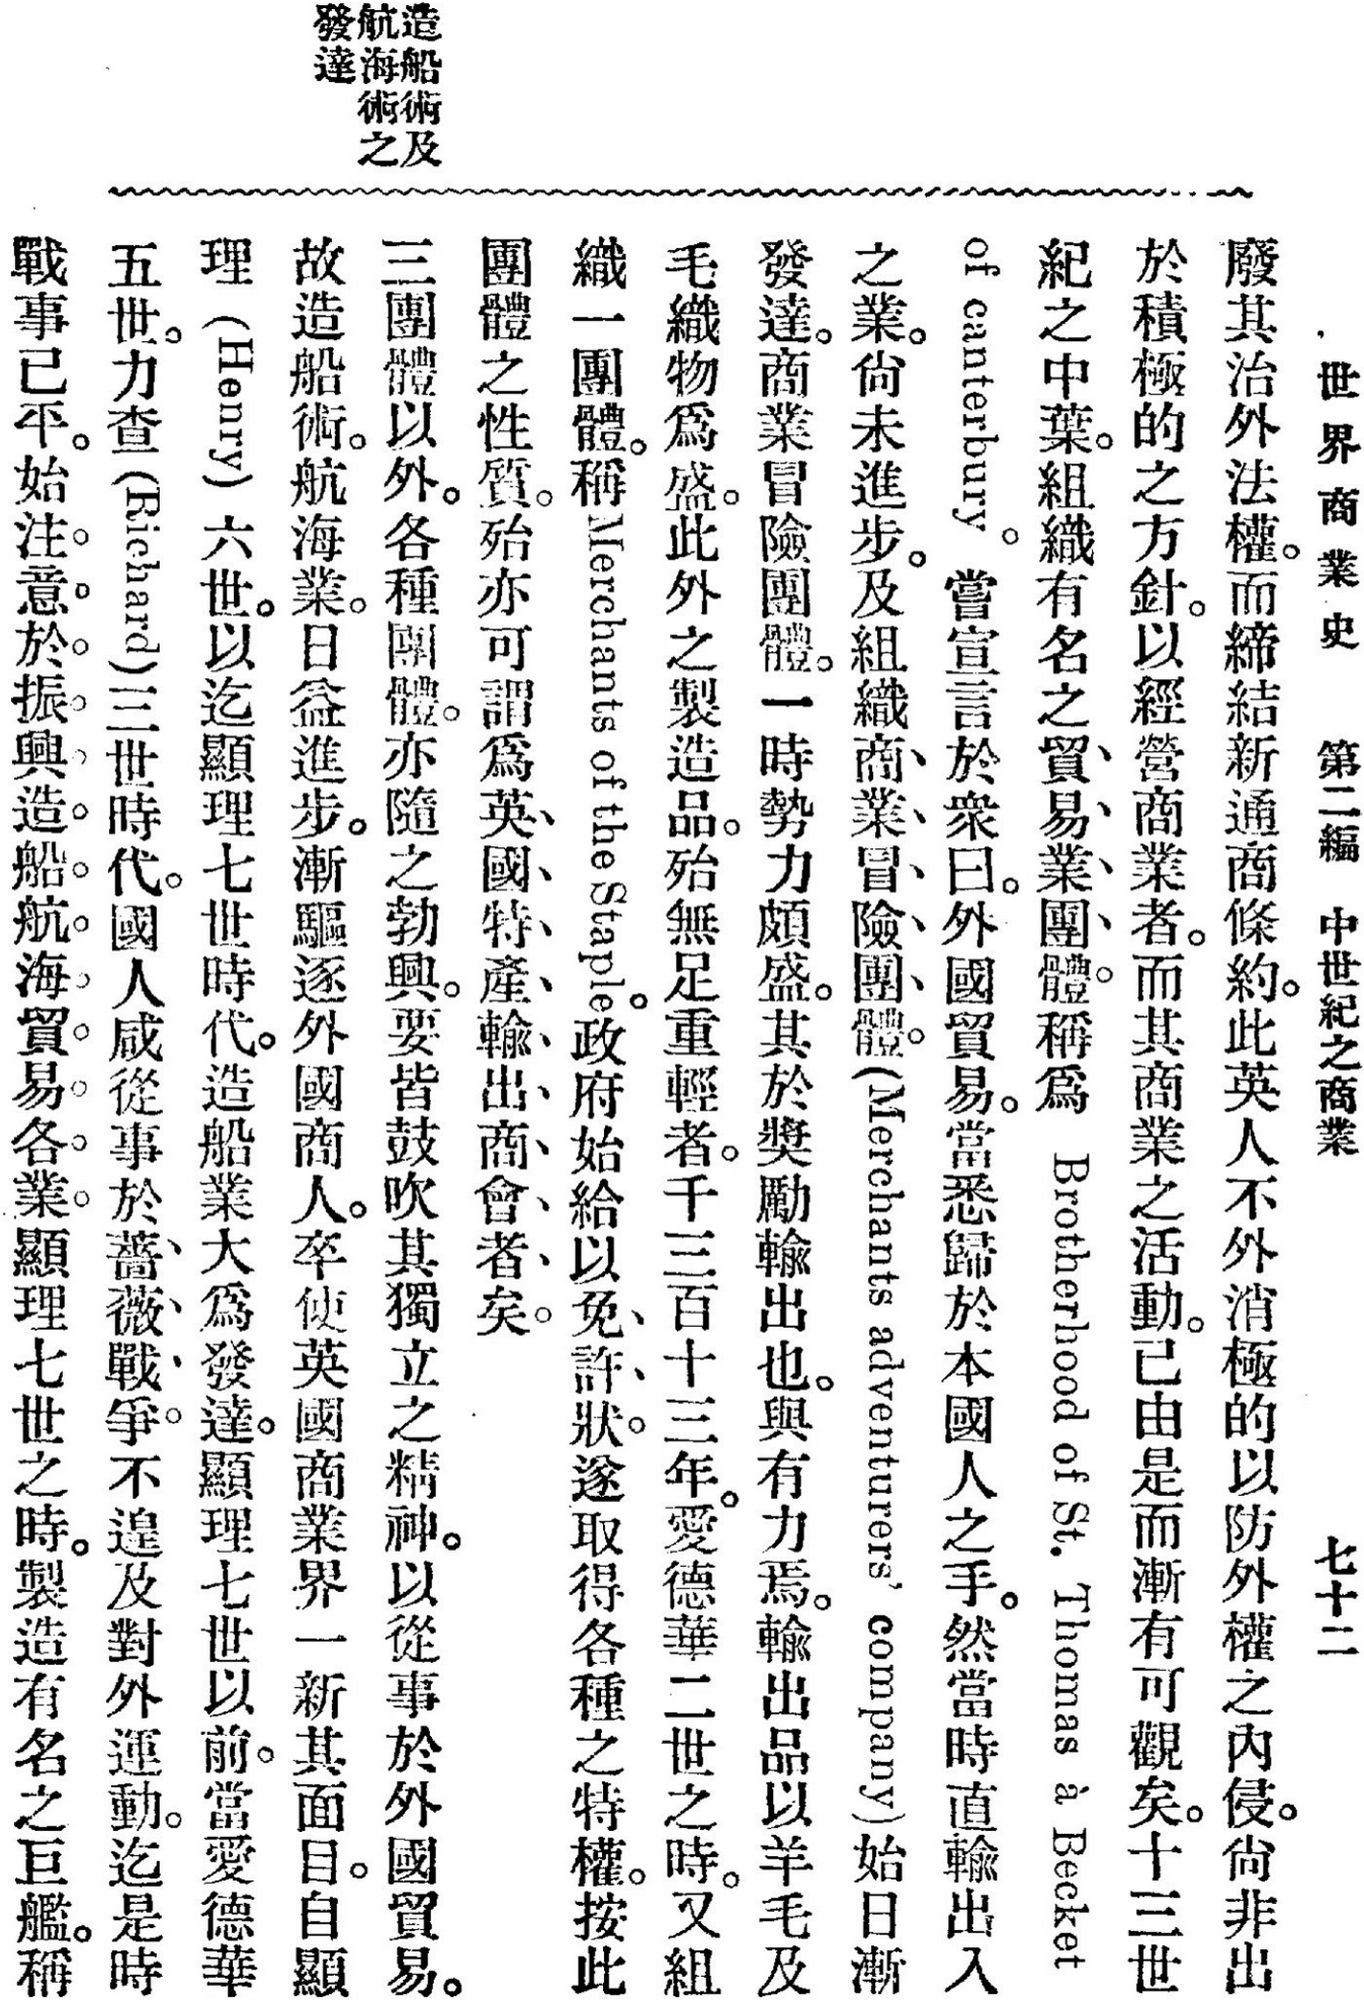 世界商業史　第二編　中世紀之商業　七十二
廢其治外法權。而締結新通商條約。此英人不外消極的以防外權之內侵。尙非出
於積極的之方針。以經營商業者。而其商業之活動。已由是而漸有可觀矣。十三世
紀之中葉。組織有名之貿易業團體。稱爲 Brotherhood of St. Thomas à Becket
of canterbury。嘗宣言於衆曰。外國貿易。當悉歸於本國人之手。然當時直輸出入
之業。尙未進步。及組織商業冒險團體。(Merchants adventurers' company)始日漸
發達。商業冒險團體。一時勢力頗盛。其於獎勵輸出也。與有力焉。輸出品以羊毛及
毛織物爲盛。此外之製造品。殆無足重輕者。千三百十三年。愛德華二世之時。又組
織一團體。稱Merchants of the Staple。政府始給以免許狀。遂取得各種之特權。按此
團體之性質。殆亦可謂爲英國特產輸出商會者矣。
三團體以外。各種團體。亦隨之勃興。要皆鼓吹其獨立之精神。以從事於外國貿易。
故造船術。航海業。日益進步。漸驅逐外國商人。卒使英國商業界一新其面目。自顯
理(Henry)六世。以迄顯理七世時代。造船業大爲發達。顯理七世以前。當愛德華
五世。力查(Richard)三世時代。國人咸從事於薔薇戰爭。不遑及對外運動。迄是時
戰事已平。始注意於振興造船航海貿易各業。顯理七世之時。製造有名之巨艦。稱
造船術及
航海術之
發達